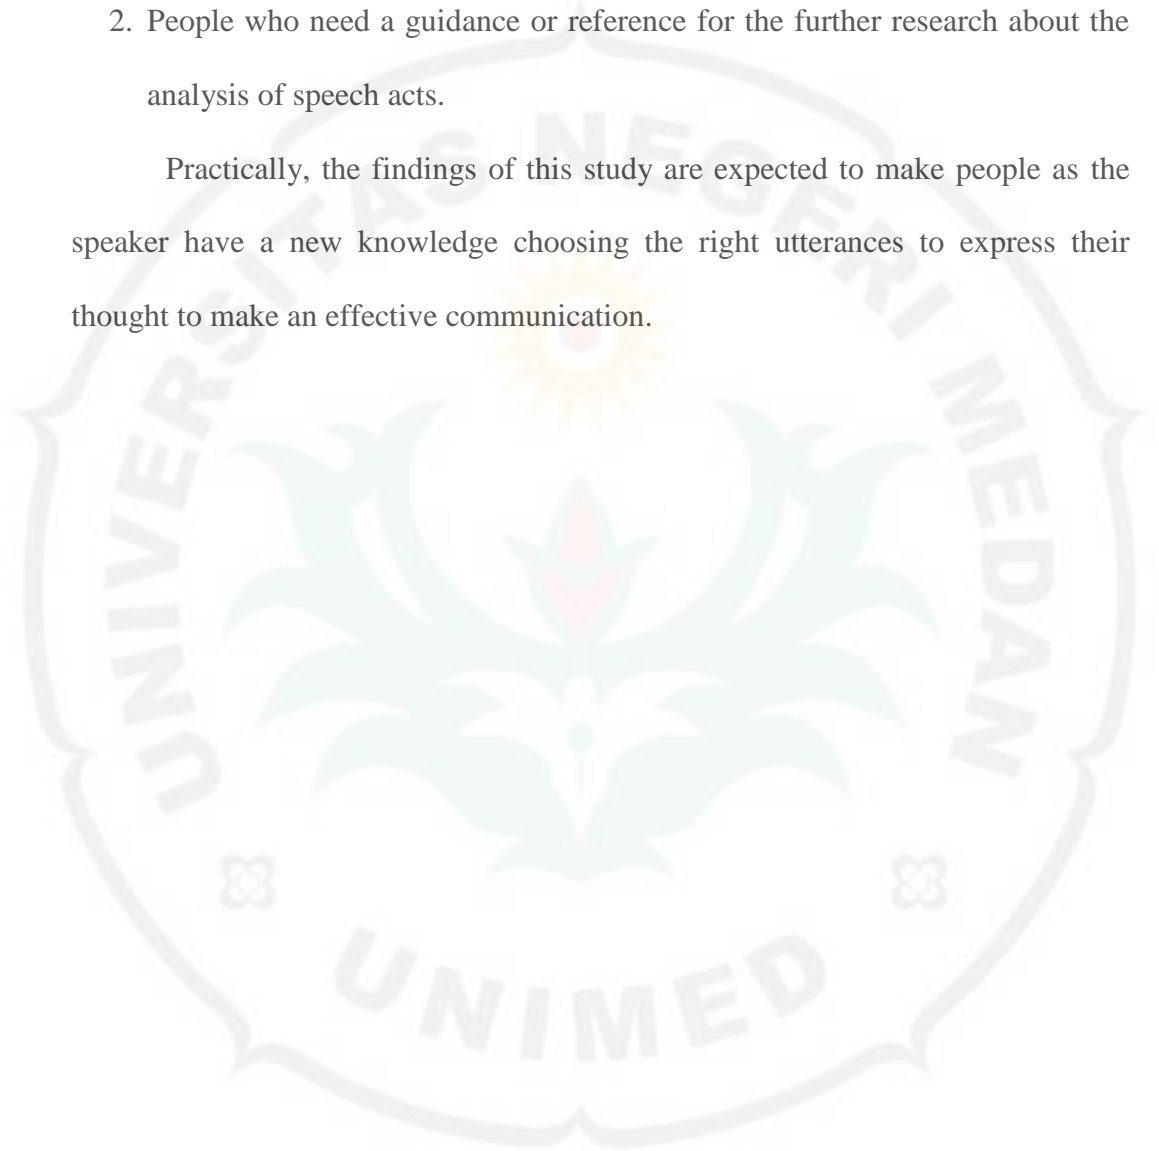 2. People who need a guidance or reference for the further research about the
analysis of speech acts.
Practically, the findings of this study are expected to make people as the
speaker have a new knowledge choosing the right utterances to express their
thought to make an effective communication.
UNIVERSITAS NEGERI MEDAN
UNIMED